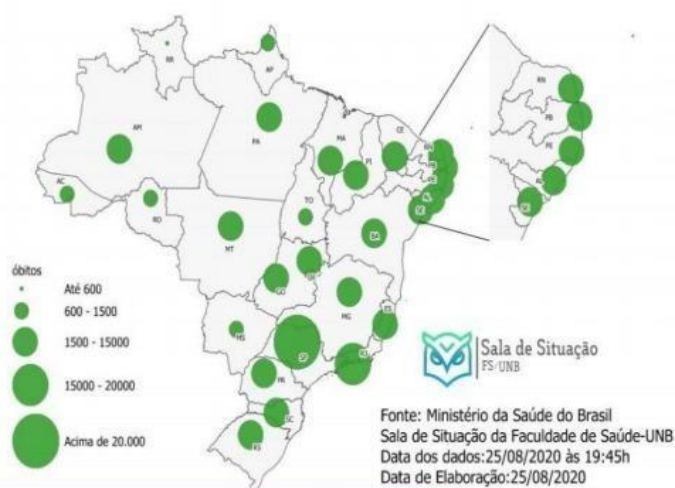 RR
AP
AM
PA
MA
CE
RN
PB
PE
AL
SE
PI
AC
RO
TO
MT
BA
DF
GO
MG
ES
MS
SP
RJ
PR
SC
RS
RN
PB
PE
AL
SE
óbitos
Até 600
600 - 1500
1500 - 15000
15000 - 20000
Acima de 20.000
Sala de Situação
FS/UNB
Fonte: Ministério da Saúde do Brasil
Sala de Situação da Faculdade de Saúde-UNB
Data dos dados:25/08/2020 às 19:45h
Data de Elaboração:25/08/2020